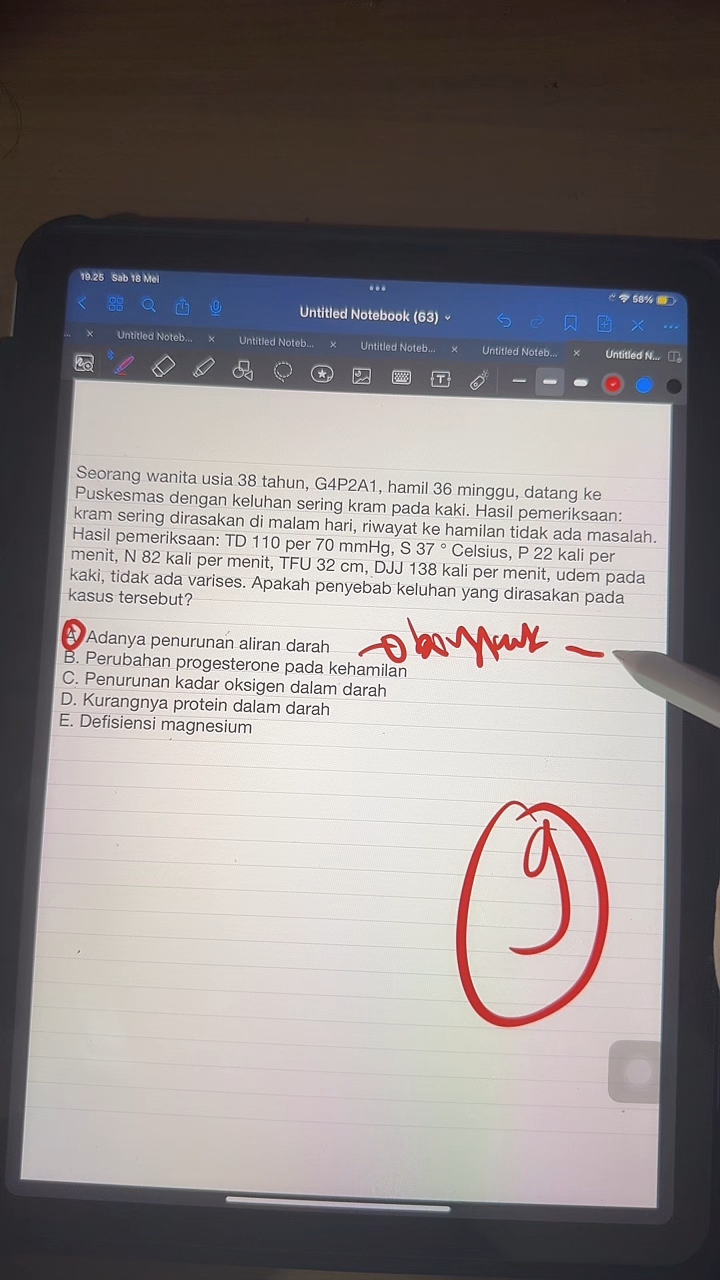 19.25 Sab 18 Mei
58%
Untitled Notebook (63)
Untitled Noteb...
Untitled Noteb...
Untitled Noteb...
Untitled Noteb...
Untitled N...
Seorang wanita usia 38 tahun, G4P2A1, hamil 36 minggu, datang ke
Puskesmas dengan keluhan sering kram pada kaki. Hasil pemeriksaan:
kram sering dirasakan di malam hari, riwayat ke hamilan tidak ada masalah.
Hasil pemeriksaan: TD 110 per 70 mmHg, S 37 ° Celsius, P 22 kali per
menit, N 82 kali per menit, TFU 32 cm, DJJ 138 kali per menit, udem pada
kaki, tidak ada varises. Apakah penyebab keluhan yang dirasakan pada
kasus tersebut?
A. Adanya penurunan aliran darah
B. Perubahan progesterone pada kehamilan
C. Penurunan kadar oksigen dalam darah
D. Kurangnya protein dalam darah
E. Defisiensi magnesium
9